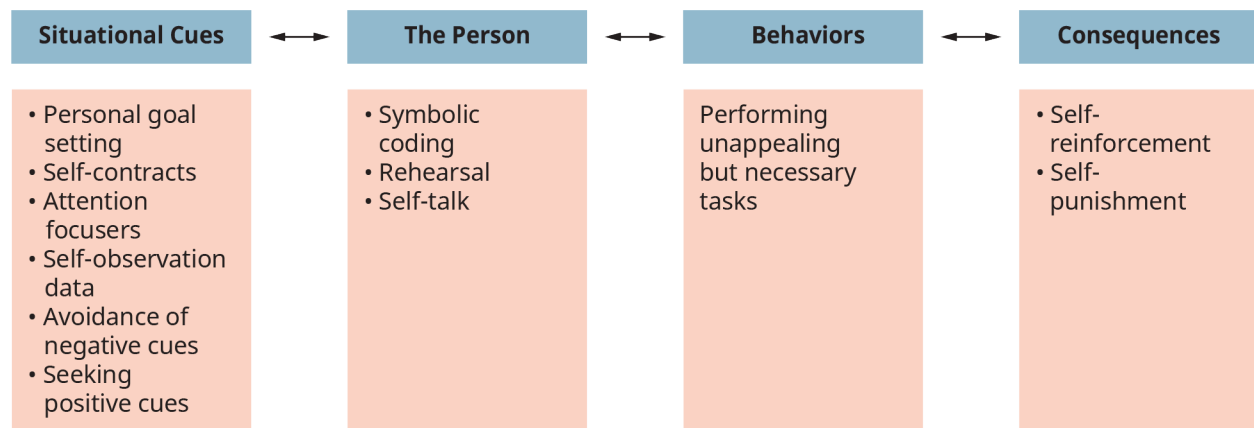 Situational Cues
The Person
Behaviors
Consequences
• Personal goal
setting
• Self-contracts
• Attention
focusers
• Self-observation
data
• Avoidance of
negative cues
• Seeking
positive cues
• Symbolic
coding
• Rehearsal
• Self-talk
Performing
unappealing
but necessary
tasks
• Self-
reinforcement
• Self-
punishment